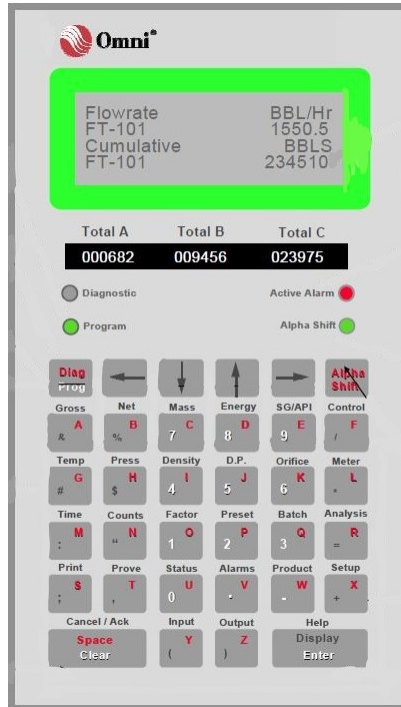 Omni
Flowrate BBL/Hr
FT-101 1550.5
Cumulative BBLS
FT-101 234510
Total A Total B Total C
000682 009456 023975
Diagnostic Active Alarm
Program Alpha Shift
Diag Alpha
Prog Shift
Gross Net Mass Energy SG/API Control
A B C D E F
& % 7 8 9 /
Temp Press Density D.P. Orifice Meter
G H I J K L
# $ 4 5 6 *
Time Counts Factor Preset Batch Analysis
M N O P Q R
: " 1 2 3 =
Print Prove Status Alarms Product Setup
S T U V W X
; , 0 . - +
Cancel / Ack Input Output Help
Space Y Z Display
Clear ( ) Enter